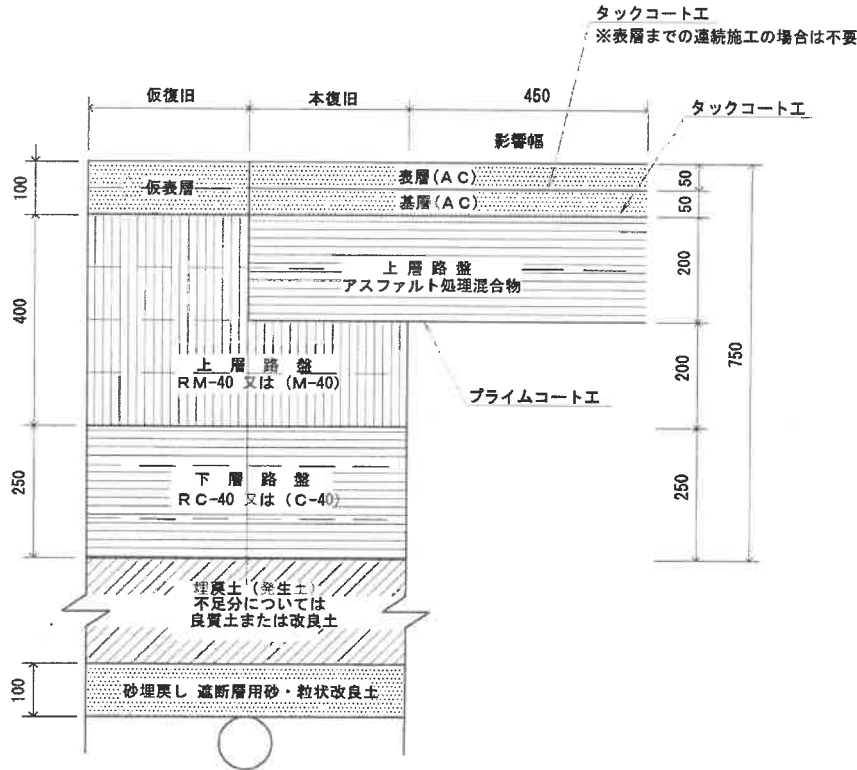 タックコート工
※表層までの連続施工の場合は不要
仮復旧
本復旧
450
タックコート工
影響幅
100
仮表層
表層(AC)
50
基層(AC)
50
400
上層路盤
アスファルト処理混合物
200
750
上層路盤
RM-40 又は (M-40)
200
プライムコート工
250
下層路盤
RC-40 又は (C-40)
250
埋戻土 (発生土)
不足分については
良質土または改良土
100
砂埋戻し 遮断層用砂・粒状改良土